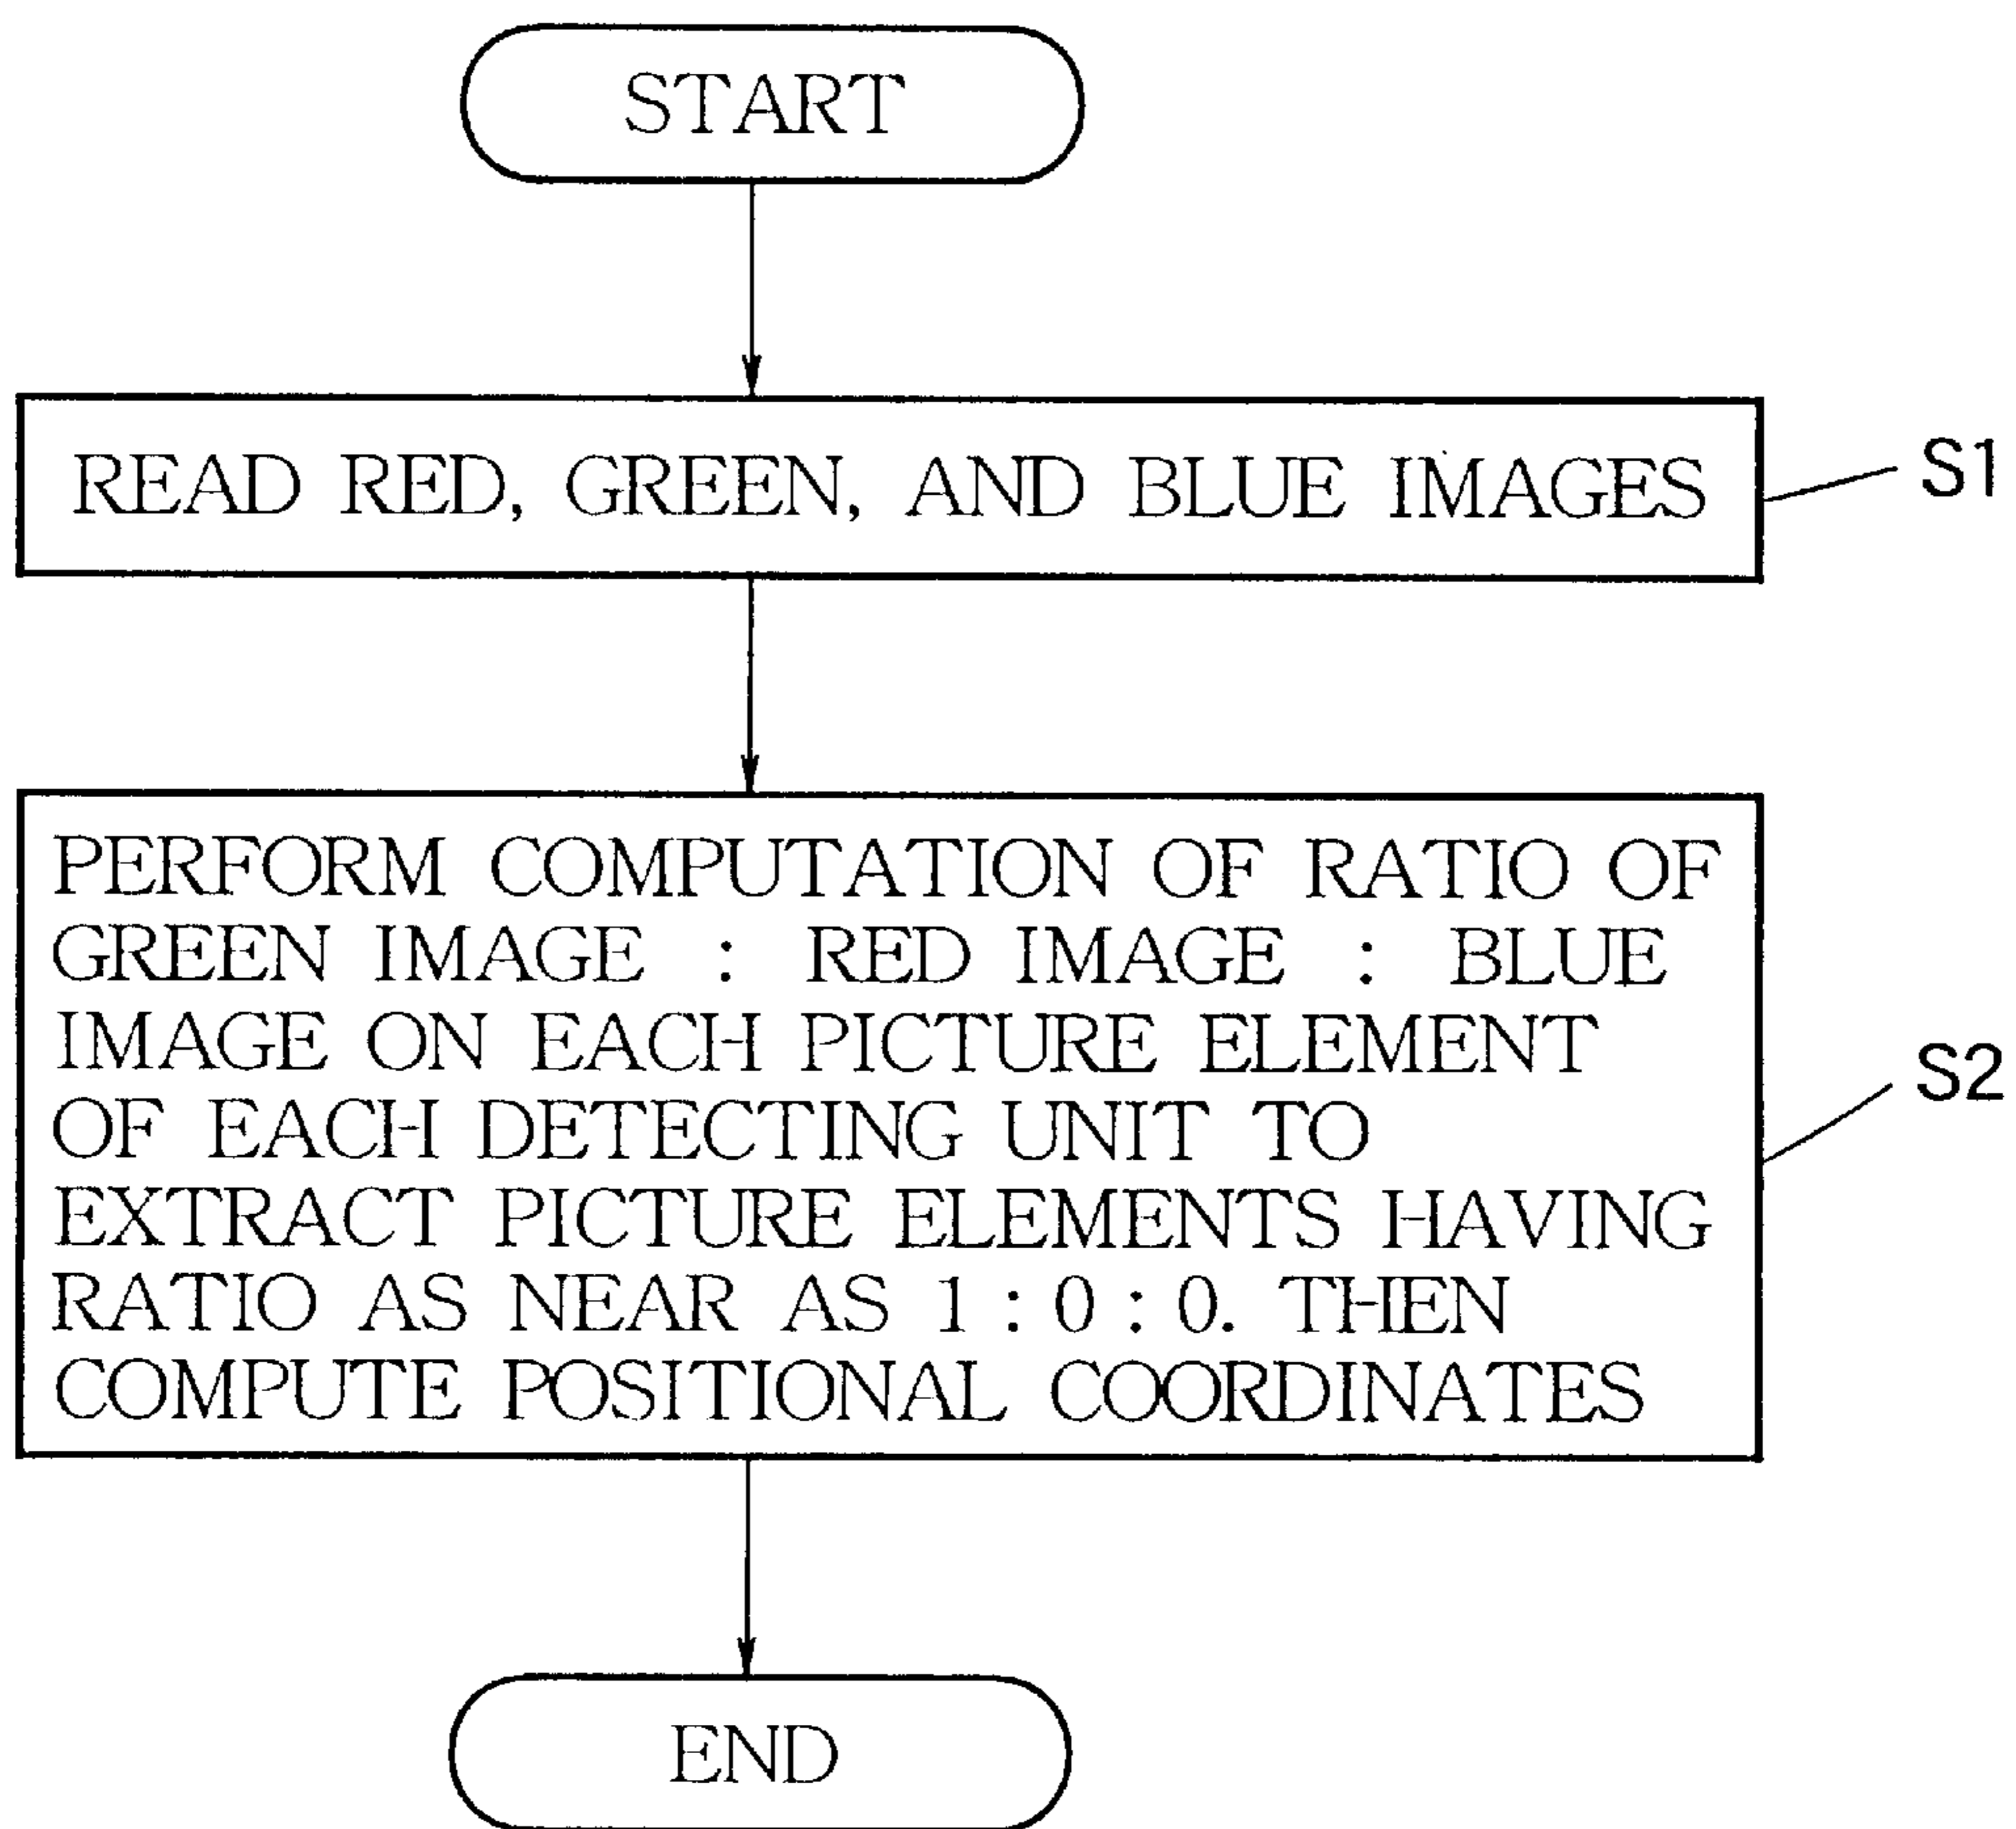 START
READ RED, GREEN, AND BLUE IMAGES
S1
PERFORM COMPUTATION OF RATIO OF
GREEN IMAGE : RED IMAGE : BLUE
IMAGE ON EACH PICTURE ELEMENT
OF EACH DETECTING UNIT TO
EXTRACT PICTURE ELEMENTS HAVING
RATIO AS NEAR AS 1 : 0 : 0. THEN
COMPUTE POSITIONAL COORDINATES
S2
END